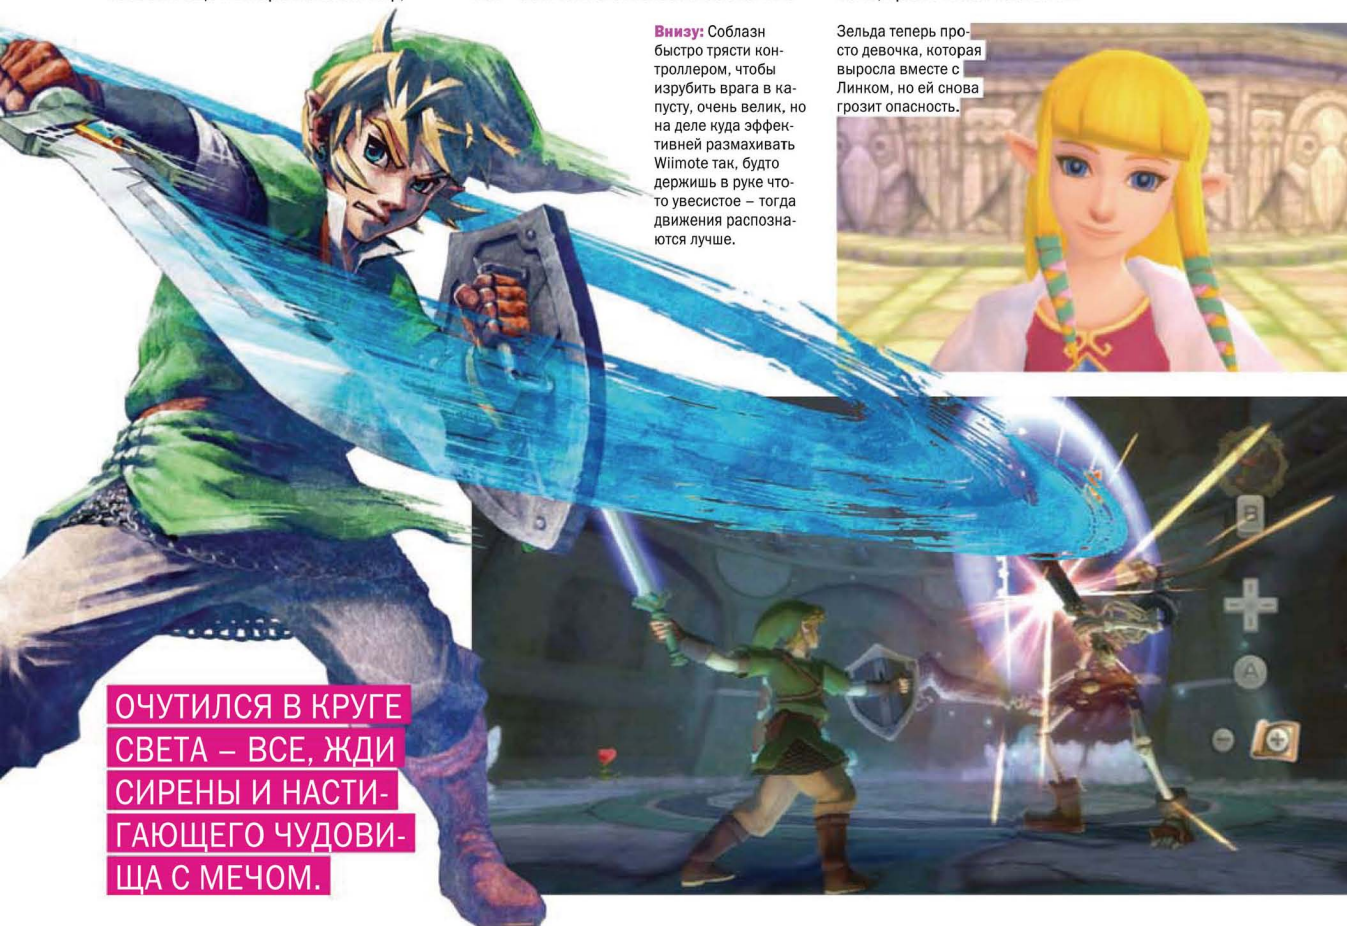 Внизу: Соблазн
быстро трясти кон-
троллером, чтобы
изрубить врага в ка-
пусту, очень велик, но
на деле куда эффек-
тивней размахивать
Wiimote так, будто
держишь в руке что-
то увесистое – тогда
движения распозна-
ются лучше.
Зельда теперь про-
сто девочка, которая
выросла вместе с
Линком, но ей снова
грозит опасность.
B
A
ОЧУТИЛСЯ В КРУГЕ
СВЕТА – ВСЕ, ЖДИ
СИРЕНЫ И НАСТИ-
ГАЮЩЕГО ЧУДОВИ-
ЩА С МЕЧОМ.